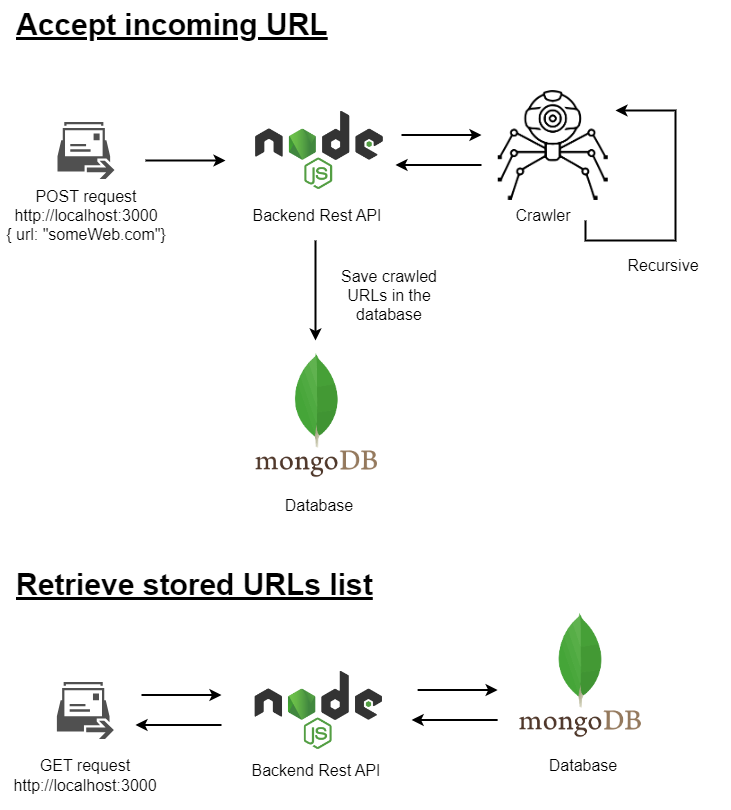 Accept incoming URL
POST request
http://localhost:3000
{ url: "someWeb.com"}
node
JS
Backend Rest API
Crawler
Recursive
Save crawled
URLs in the
database
mongoDB
Database
Retrieve stored URLs list
GET request
http://localhost:3000
node
JS
Backend Rest API
mongoDB
Database